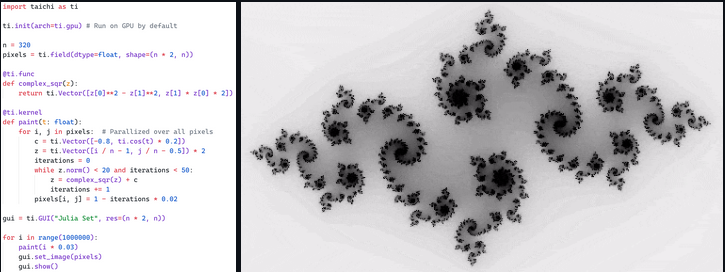 import taichi as ti
ti.init(arch=ti.gpu) # Run on GPU by default
n = 320
pixels = ti.field(dtype=float, shape=(n * 2, n))
@ti.func
def complex_sqr(z):
return ti.Vector([z[0]**2 - z[1]**2, z[1] * z[0] * 2])
@ti.kernel
def paint(t: float):
for i, j in pixels: # Parallized over all pixels
c = ti.Vector([-0.8, ti.cos(t) * 0.2])
z = ti.Vector([i / n - 1, j / n - 0.5]) * 2
iterations = 0
while z.norm() < 20 and iterations < 50:
z = complex_sqr(z) + c
iterations += 1
pixels[i, j] = 1 - iterations * 0.02
gui = ti.GUI("Julia Set", res=(n * 2, n))
for i in range(1000000):
paint(i * 0.03)
gui.set_image(pixels)
gui.show()